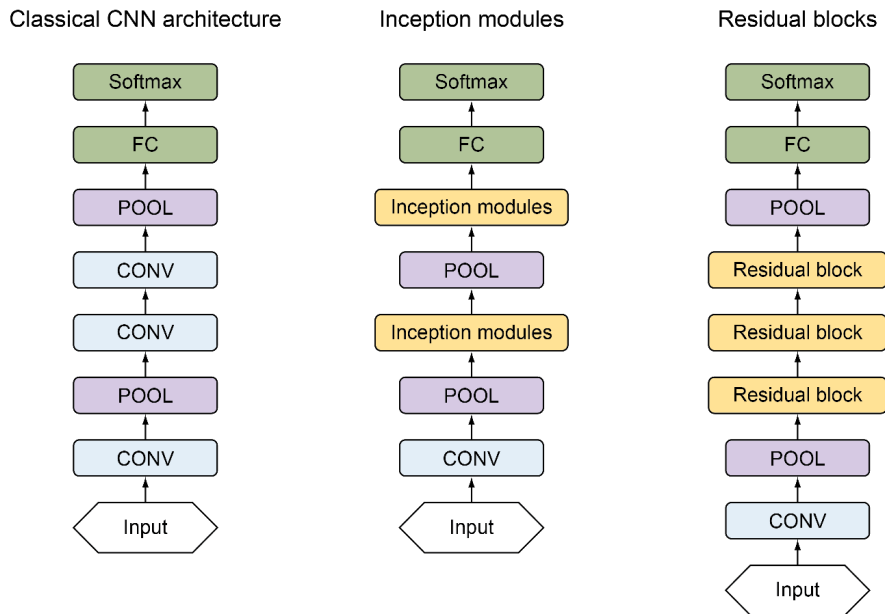 Classical CNN architecture
Softmax
FC
POOL
CONV
CONV
POOL
CONV
Input
Inception modules
Softmax
FC
Inception modules
POOL
Inception modules
POOL
CONV
Input
Residual blocks
Softmax
FC
POOL
Residual block
Residual block
Residual block
POOL
CONV
Input